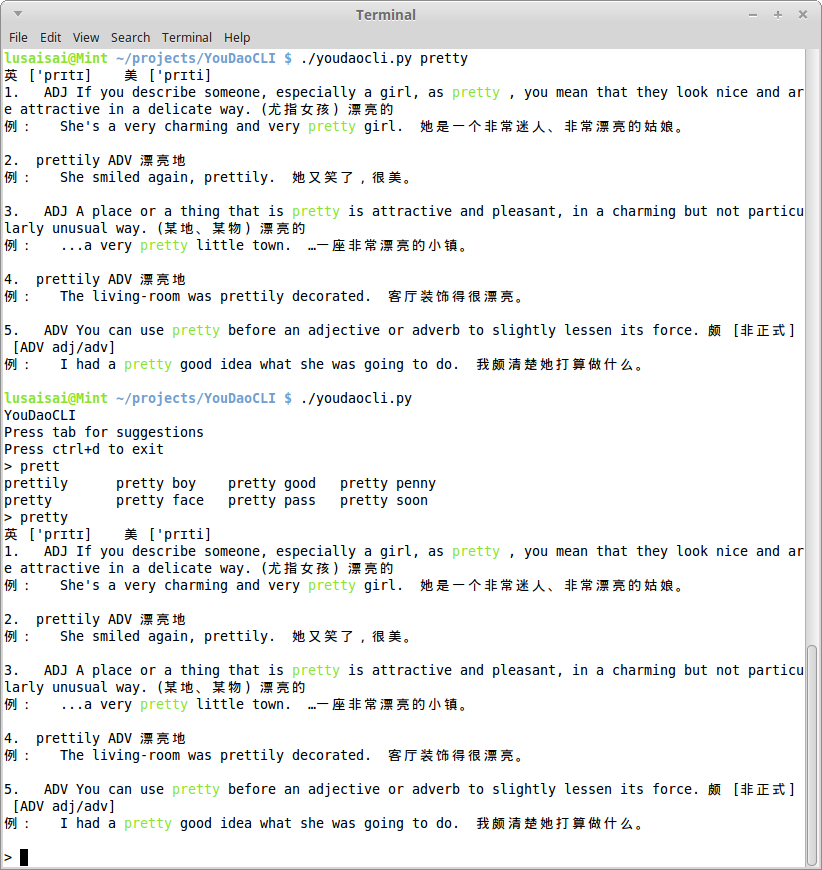 Terminal
File Edit View Search Terminal Help
lusaisai@Mint ~/projects/YouDaoCLI $ ./youdaocli.py pretty
英 ['prɪtɪ]    美 ['prɪti]
1.   ADJ If you describe someone, especially a girl, as pretty , you mean that they look nice and ar
e attractive in a delicate way. (尤指女孩) 漂亮的
例：   She's a very charming and very pretty girl.  她是一个非常迷人、非常漂亮的姑娘。
2.  prettily ADV 漂亮地
例：   She smiled again, prettily.  她又笑了，很美。
3.   ADJ A place or a thing that is pretty is attractive and pleasant, in a charming but not particu
larly unusual way. (某地、某物) 漂亮的
例：   ...a very pretty little town.  …一座非常漂亮的小镇。
4.  prettily ADV 漂亮地
例：   The living-room was prettily decorated.  客厅装饰得很漂亮。
5.   ADV You can use pretty before an adjective or adverb to slightly lessen its force. 颇 [非正式]
[ADV adj/adv]
例：   I had a pretty good idea what she was going to do.  我颇清楚她打算做什么。
lusaisai@Mint ~/projects/YouDaoCLI $ ./youdaocli.py
YouDaoCLI
Press tab for suggestions
Press ctrl+d to exit
> prett
prettily      pretty boy    pretty good   pretty penny
pretty        pretty face   pretty pass   pretty soon
> pretty
英 ['prɪtɪ]    美 ['prɪti]
1.   ADJ If you describe someone, especially a girl, as pretty , you mean that they look nice and ar
e attractive in a delicate way. (尤指女孩) 漂亮的
例：   She's a very charming and very pretty girl.  她是一个非常迷人、非常漂亮的姑娘。
2.  prettily ADV 漂亮地
例：   She smiled again, prettily.  她又笑了，很美。
3.   ADJ A place or a thing that is pretty is attractive and pleasant, in a charming but not particu
larly unusual way. (某地、某物) 漂亮的
例：   ...a very pretty little town.  …一座非常漂亮的小镇。
4.  prettily ADV 漂亮地
例：   The living-room was prettily decorated.  客厅装饰得很漂亮。
5.   ADV You can use pretty before an adjective or adverb to slightly lessen its force. 颇 [非正式]
[ADV adj/adv]
例：   I had a pretty good idea what she was going to do.  我颇清楚她打算做什么。
>